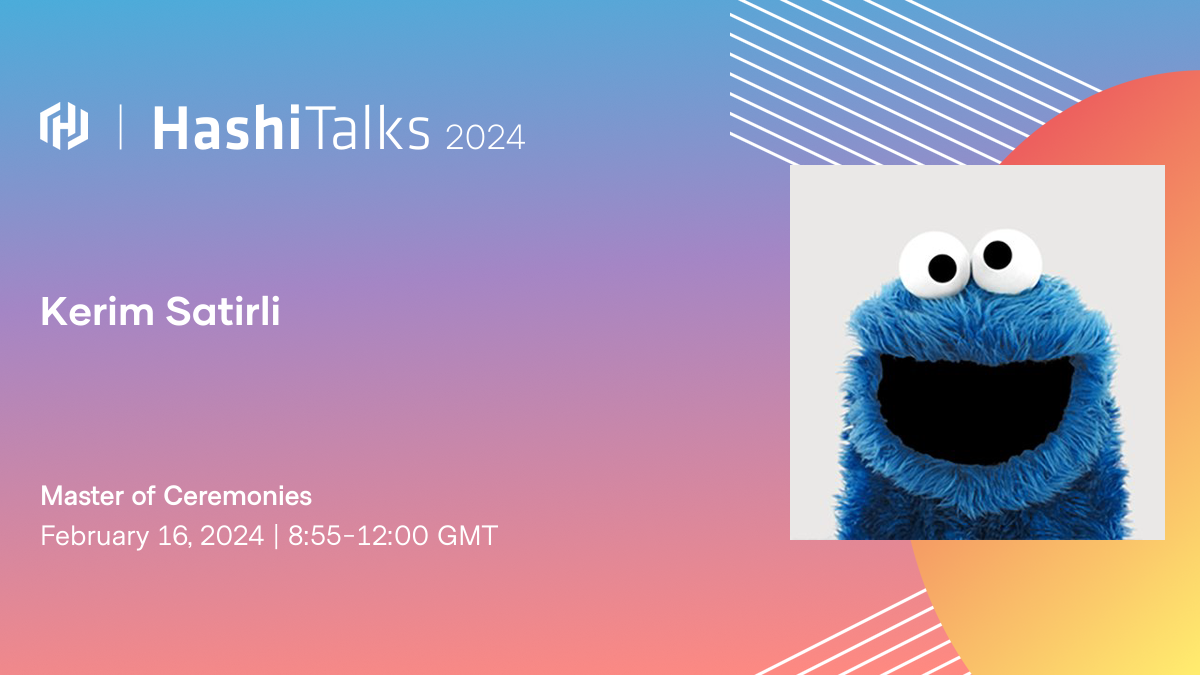 HashiTalks 2024
Kerim Satirli
Master of Ceremonies
February 16, 2024 | 8:55-12:00 GMT